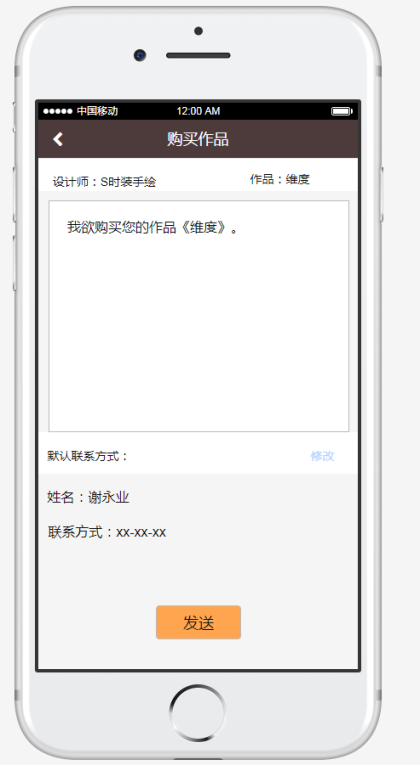 中国移动 12:00 AM
购买作品
设计师：S时装手绘 作品：维度
我欲购买您的作品《维度》。
默认联系方式： 修改
姓名：谢永业
联系方式：xx-xx-xx
发送